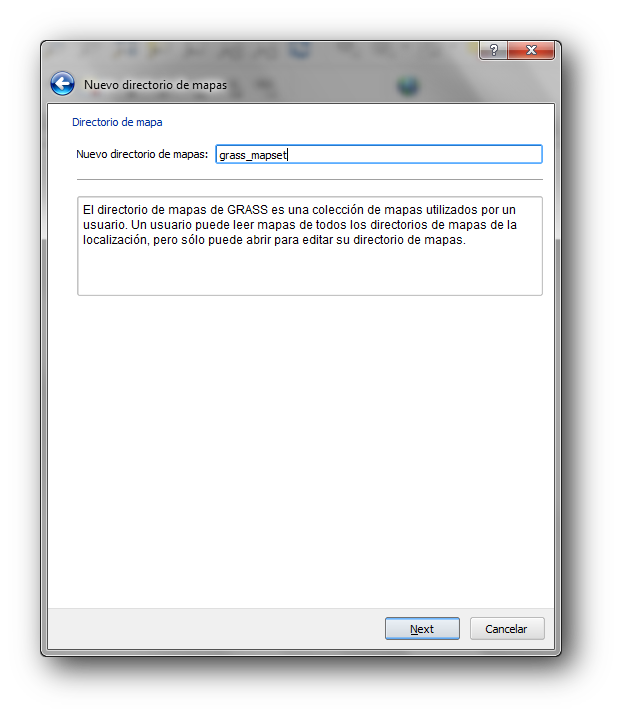 ?
Nuevo directorio de mapas
Directorio de mapa
Nuevo directorio de mapas: grass_mapset
El directorio de mapas de GRASS es una colección de mapas utilizados por un
usuario. Un usuario puede leer mapas de todos los directorios de mapas de la
localización, pero sólo puede abrir para editar su directorio de mapas.
Next Cancelar